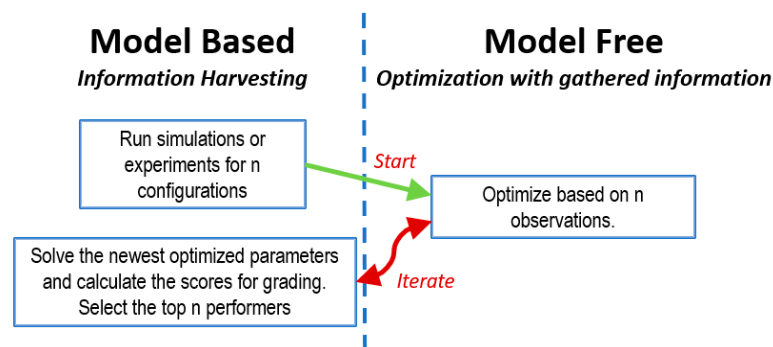 Model Based
Information Harvesting
Model Free
Optimization with gathered information
Run simulations or
experiments for n
configurations
Start
Optimize based on n
observations.
Solve the newest optimized parameters
and calculate the scores for grading.
Select the top n performers
Iterate